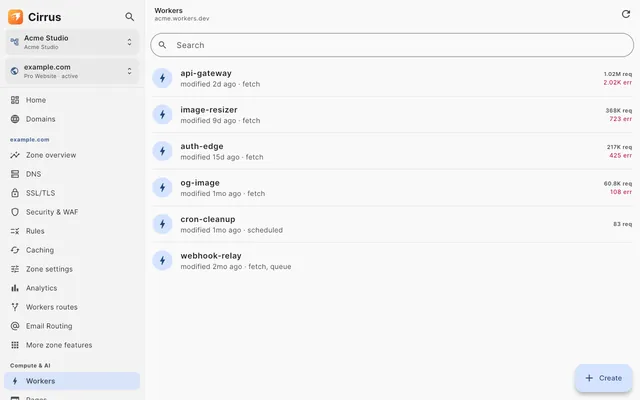 Cirrus
Acme Studio
Acme Studio
example.com
Pro Website · active
Home
Domains
example.com
Zone overview
DNS
SSL/TLS
Security & WAF
Rules
Caching
Zone settings
Analytics
Workers routes
Email Routing
More zone features
Compute & AI
Workers
Pages
Workers
acme.workers.dev
Search
api-gateway
modified 2d ago · fetch
1.02M req
2.02K err
image-resizer
modified 9d ago · fetch
388K req
723 err
auth-edge
modified 15d ago · fetch
217K req
425 err
og-image
modified 1mo ago · fetch
60.8K req
108 err
cron-cleanup
modified 1mo ago · scheduled
83 req
webhook-relay
modified 2mo ago · fetch, queue
Create